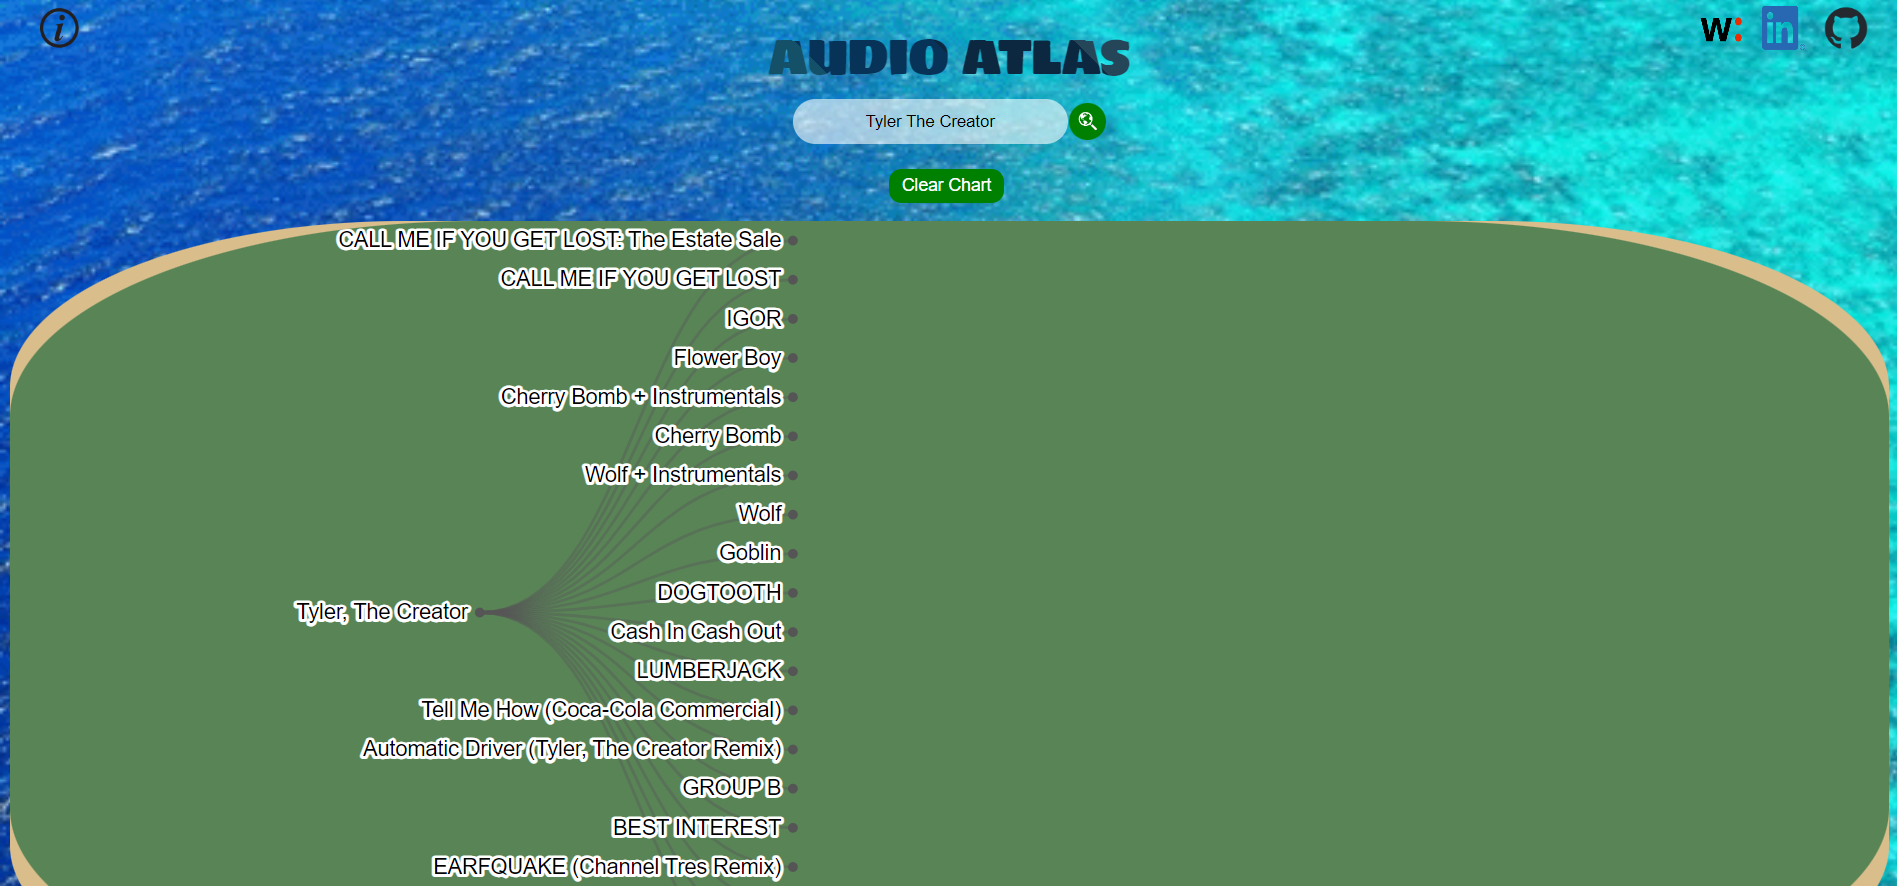 i
W:
in
AUDIO ATLAS
Tyler The Creator
Clear Chart
CALL ME IF YOU GET LOST: The Estate Sale
CALL ME IF YOU GET LOST
IGOR
Flower Boy
Cherry Bomb + Instrumentals
Cherry Bomb
Wolf + Instrumentals
Wolf
Goblin
DOGTOOTH
Tyler, The Creator
Cash In Cash Out
LUMBERJACK
Tell Me How (Coca-Cola Commercial)
Automatic Driver (Tyler, The Creator Remix)
GROUP B
BEST INTEREST
EARFQUAKE (Channel Tres Remix)